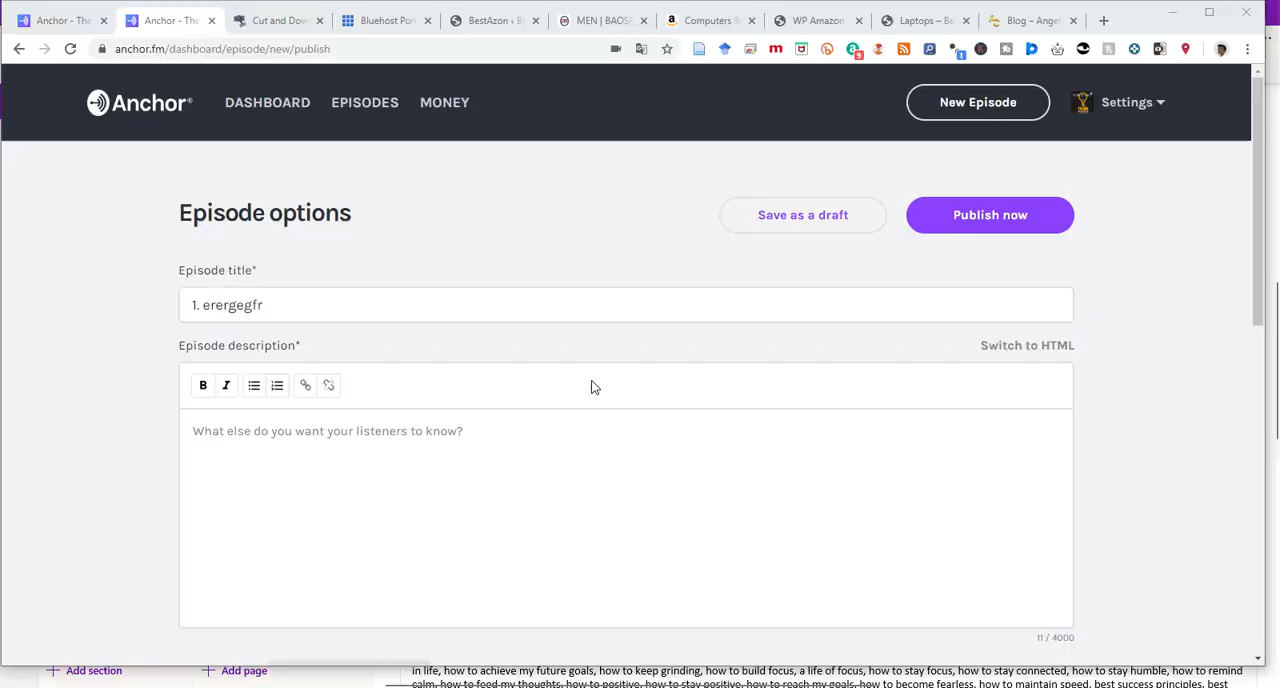 Anchor - The
Anchor - The
Cut and Dow
Bluehost Por
BestAzon ‹ B
MEN | BAOSF
Computers &
WP Amazon
Laptops – Be
Blog – Ange
anchor.fm/dashboard/episode/new/publish
Anchor
DASHBOARD
EPISODES
MONEY
New Episode
Settings
Episode options
Save as a draft
Publish now
Episode title*
1. erergegfr
Episode description*
Switch to HTML
B I
What else do you want your listeners to know?
11 / 4000
Add section
Add page
in life, how to achieve my future goals, how to keep grinding, how to build focus, a life of focus, how to stay focus, how to stay connected, how to stay humble, how to remind
calm, how to feed my thoughts, how to positive, how to stay positive, how to reach my goals, how to become fearless, how to maintain speed, best success principles, best